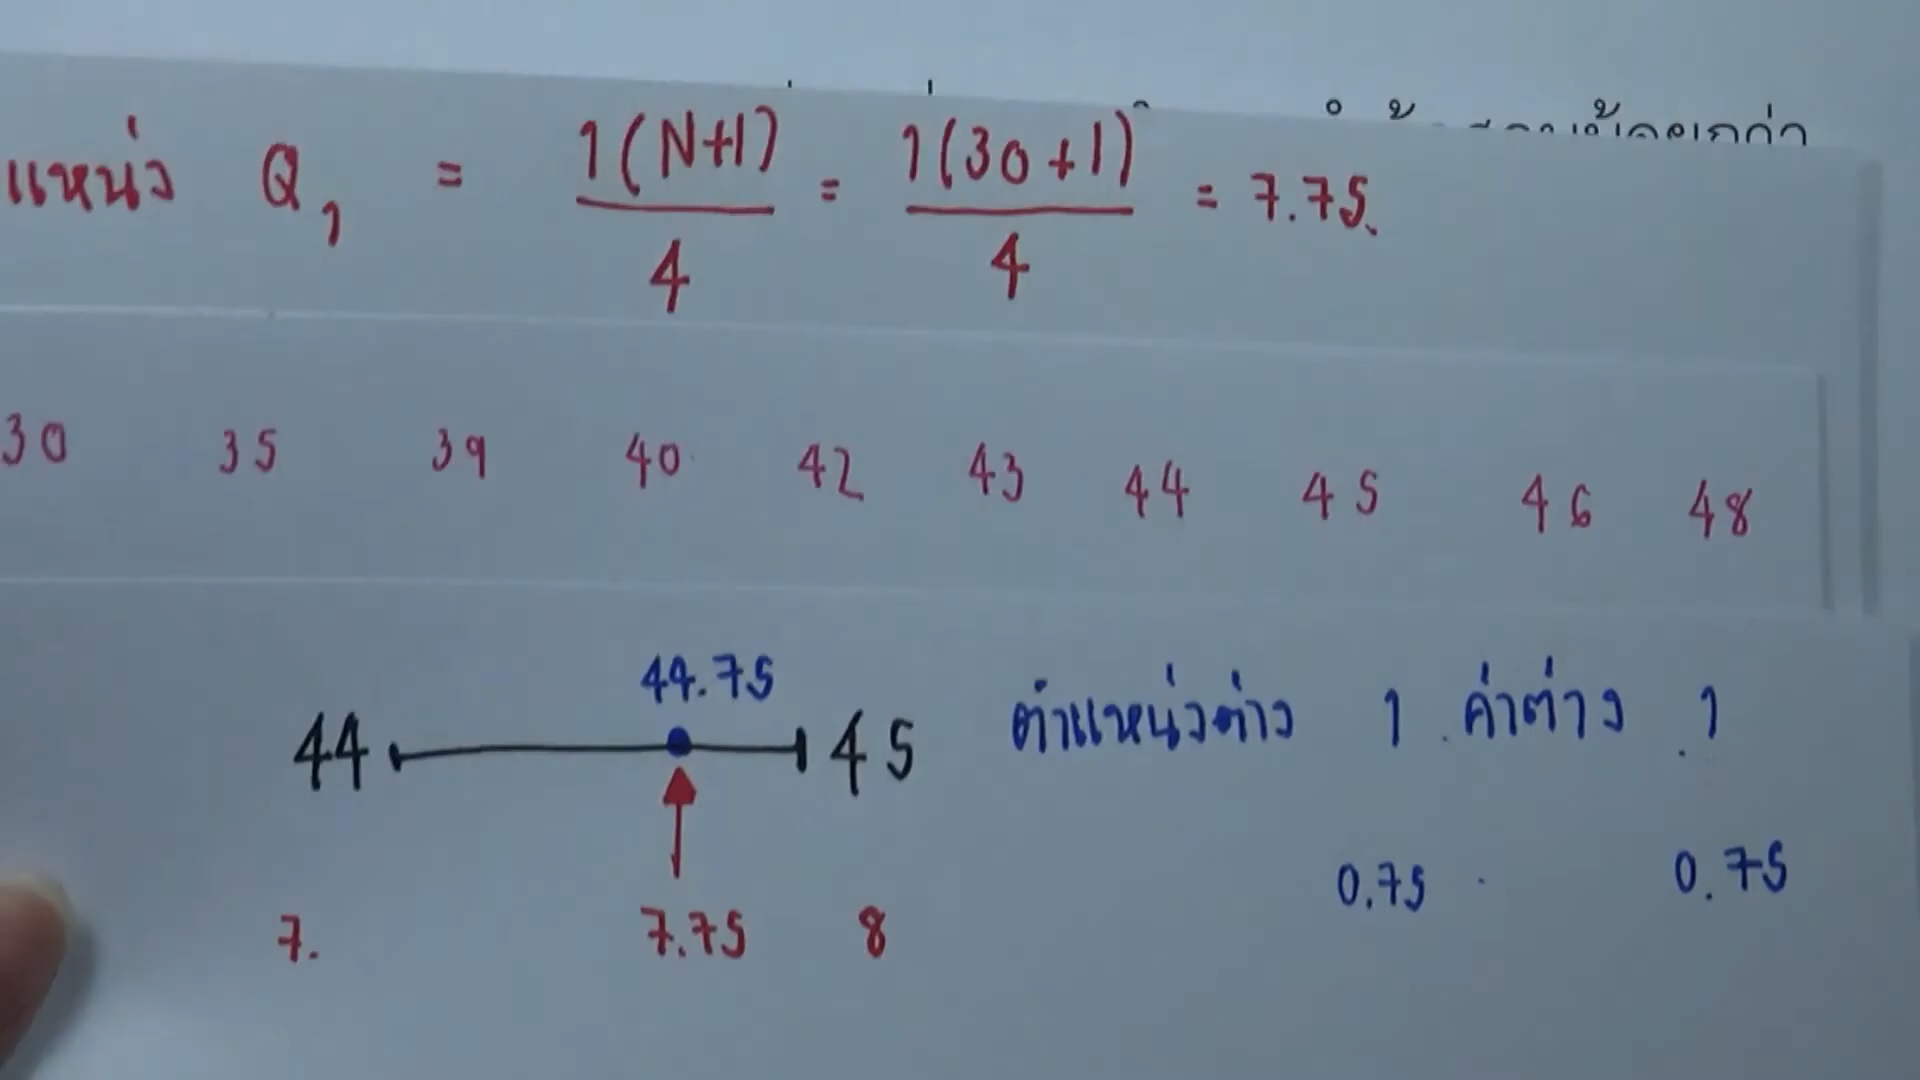 แหน่ง Q1 = 1(N+1)/4 = 1(30+1)/4 = 7.75
30 35 39 40 42 43 44 45 46 48
44.75
44 45 ตำแหน่งต่าง 1 ค่าต่าง 1
0.75 0.75
7. 7.75 8